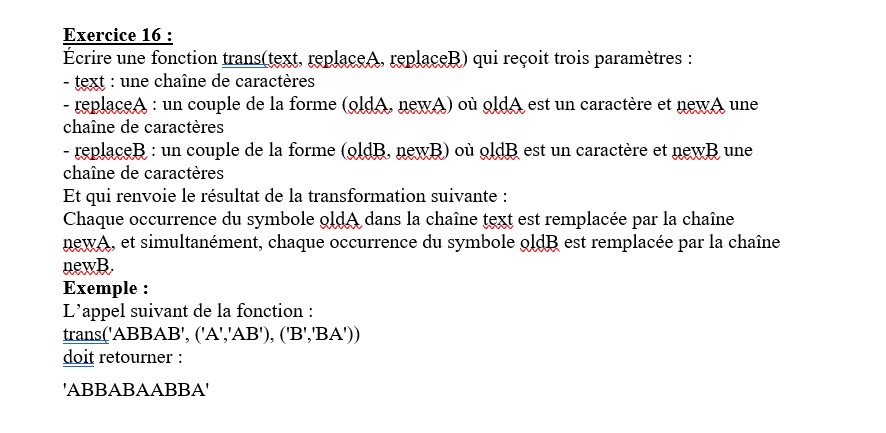 Exercice 16 :
Écrire une fonction trans(text, replaceA, replaceB) qui reçoit trois paramètres :
- text : une chaîne de caractères
- replaceA : un couple de la forme (oldA, newA) où oldA est un caractère et newA une
chaîne de caractères
- replaceB : un couple de la forme (oldB, newB) où oldB est un caractère et newB une
chaîne de caractères
Et qui renvoie le résultat de la transformation suivante :
Chaque occurrence du symbole oldA dans la chaîne text est remplacée par la chaîne
newA, et simultanément, chaque occurrence du symbole oldB est remplacée par la chaîne
newB.
Exemple :
L’appel suivant de la fonction :
trans('ABBAB', ('A','AB'), ('B','BA'))
doit retourner :
'ABBABAABBA'